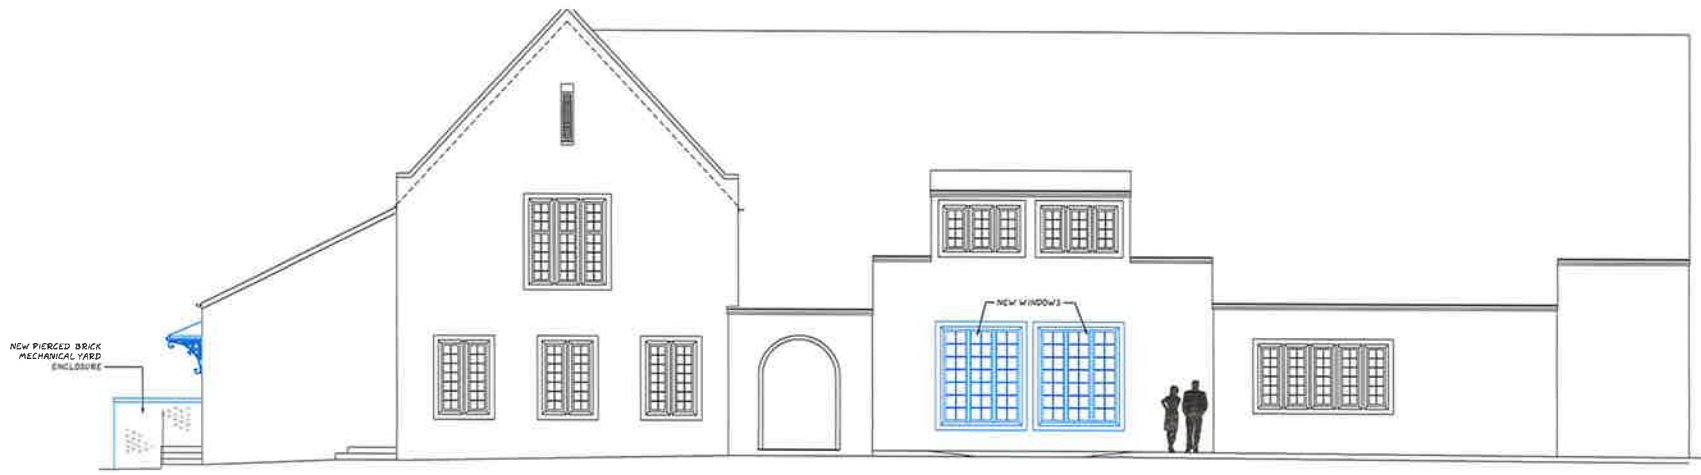 NEW WINDOWS
NEW PIERCED BRICK
MECHANICAL YARD
ENCLOSURE